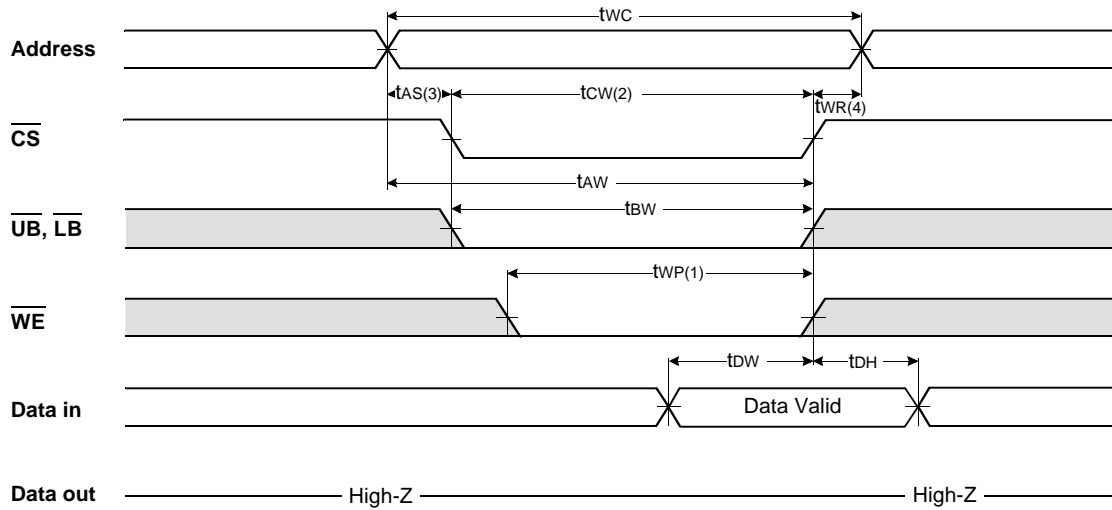 tWC
Address
tAS(3) tCW(2) tWR(4)
CS
tAW
tBW
UB, LB
tWP(1)
WE
tDW tDH
Data in Data Valid
Data out High-Z High-Z